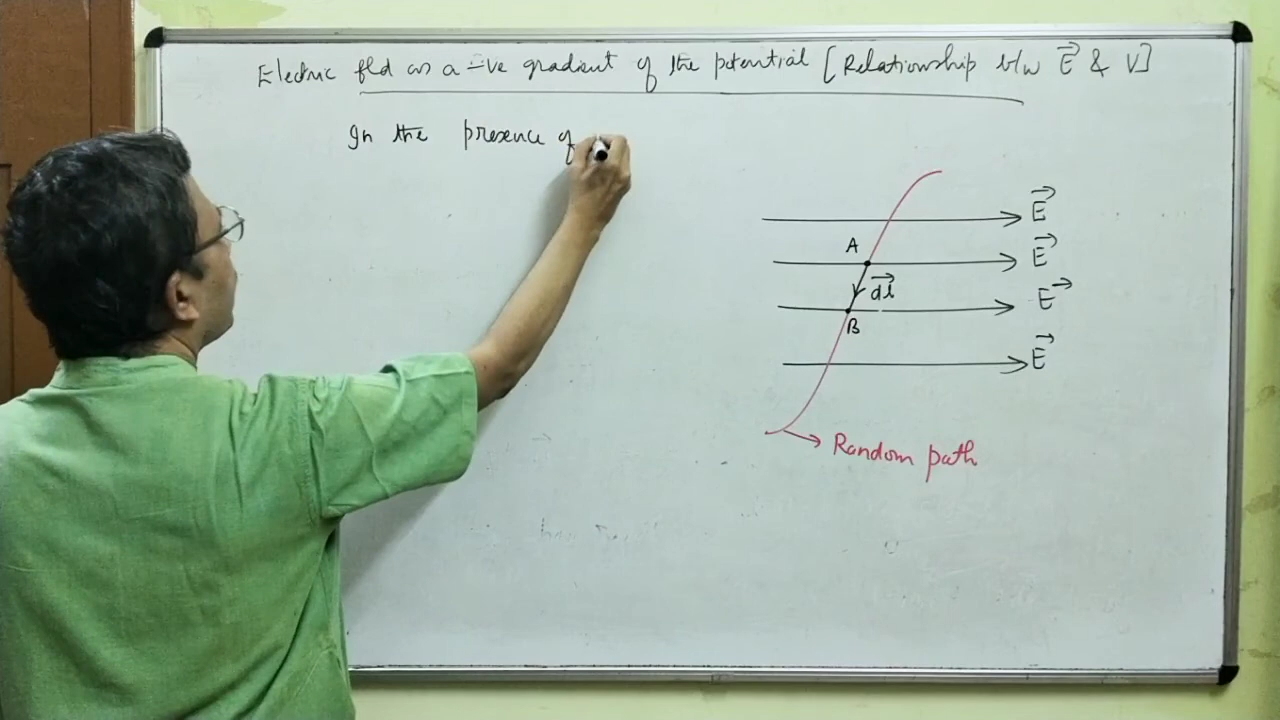 Electric fld as a -ve gradient of the potential [Relationship b/w E⃗ & V]
In the presence of
E⃗
A
E⃗
dl⃗
E⃗
B
E⃗
Random path